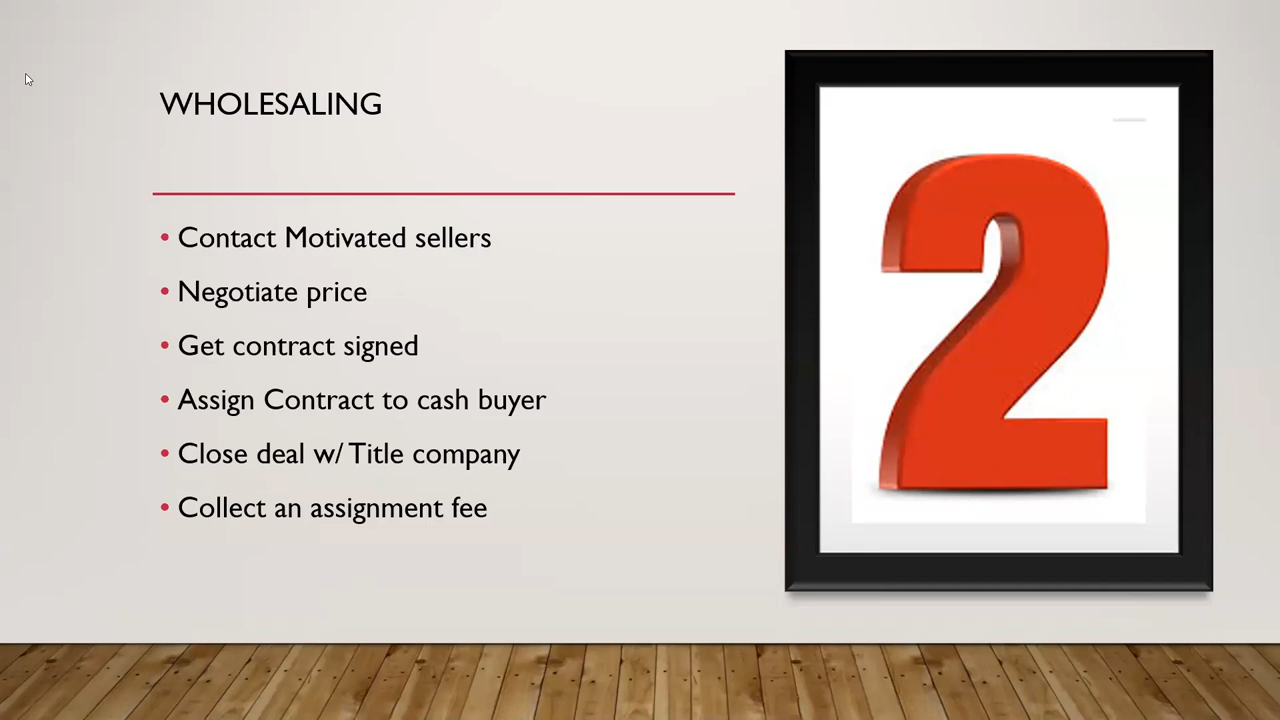 WHOLESALING
• Contact Motivated sellers
• Negotiate price
• Get contract signed
• Assign Contract to cash buyer
• Close deal w/ Title company
• Collect an assignment fee
2